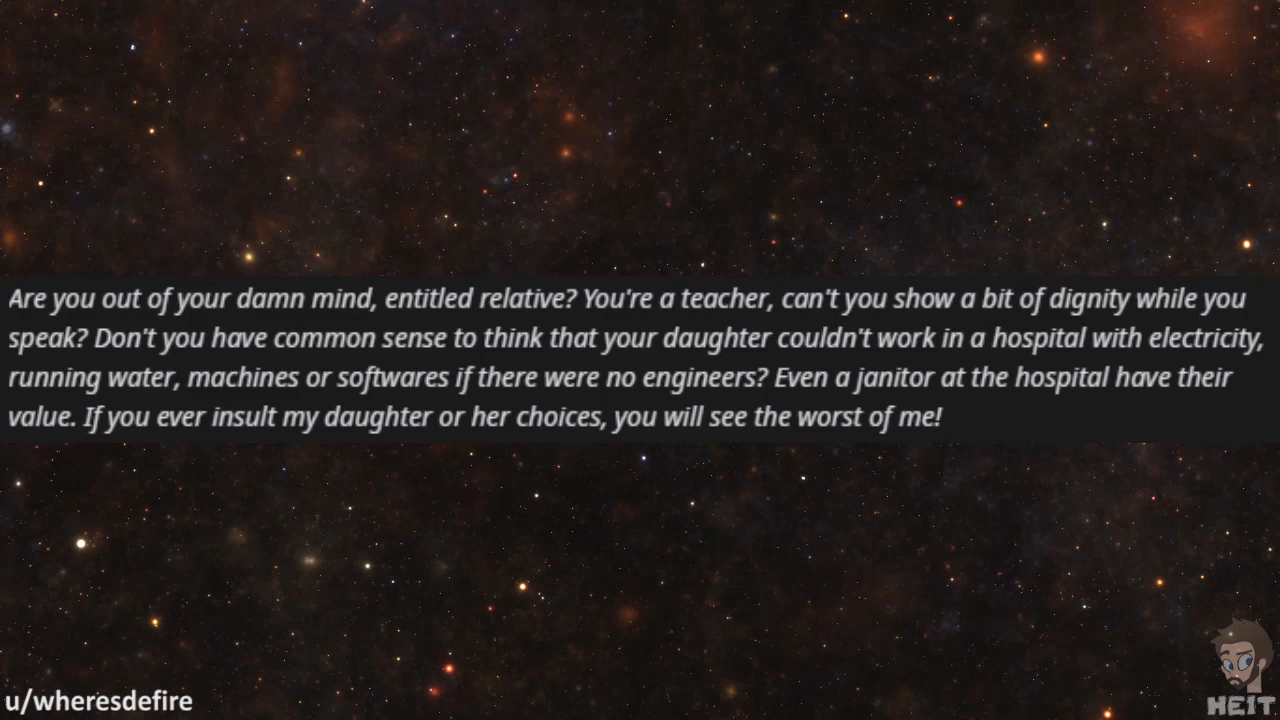 Are you out of your damn mind, entitled relative? You're a teacher, can't you show a bit of dignity while you
speak? Don't you have common sense to think that your daughter couldn't work in a hospital with electricity,
running water, machines or softwares if there were no engineers? Even a janitor at the hospital have their
value. If you ever insult my daughter or her choices, you will see the worst of me!
u/wheresdefire
HEIT